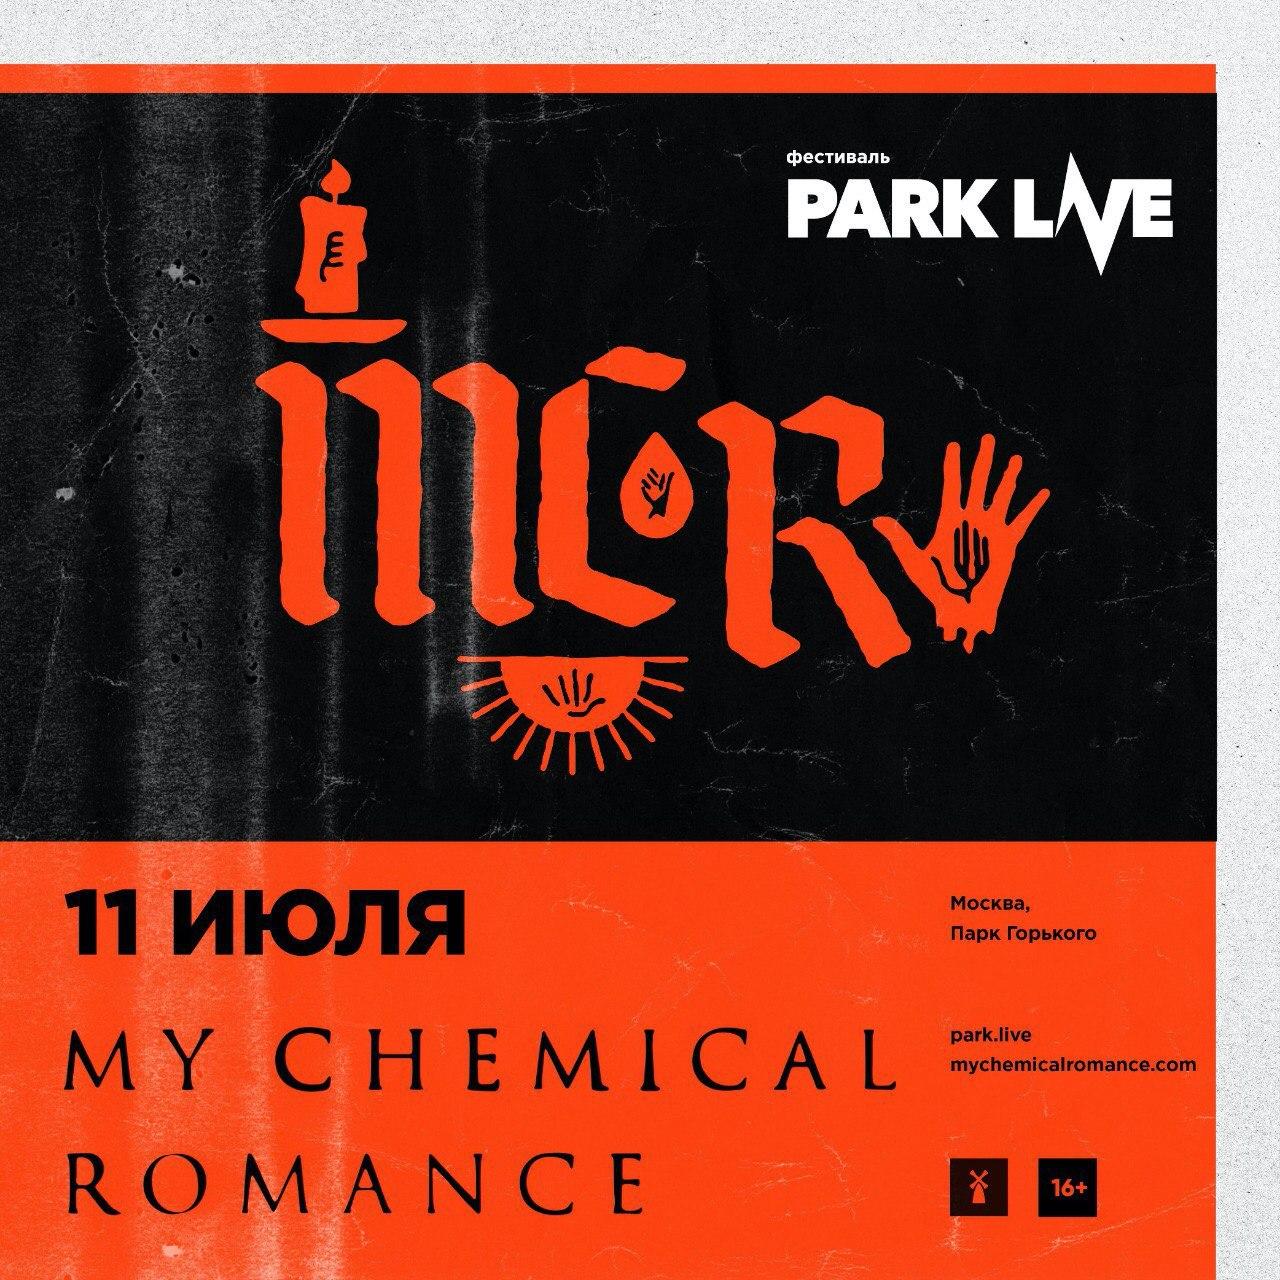 фестиваль
PARK LIVE
mcr
11 ИЮЛЯ
MY CHEMICAL
ROMANCE
Москва,
Парк Горького
park.live
mychemicalromance.com
16+